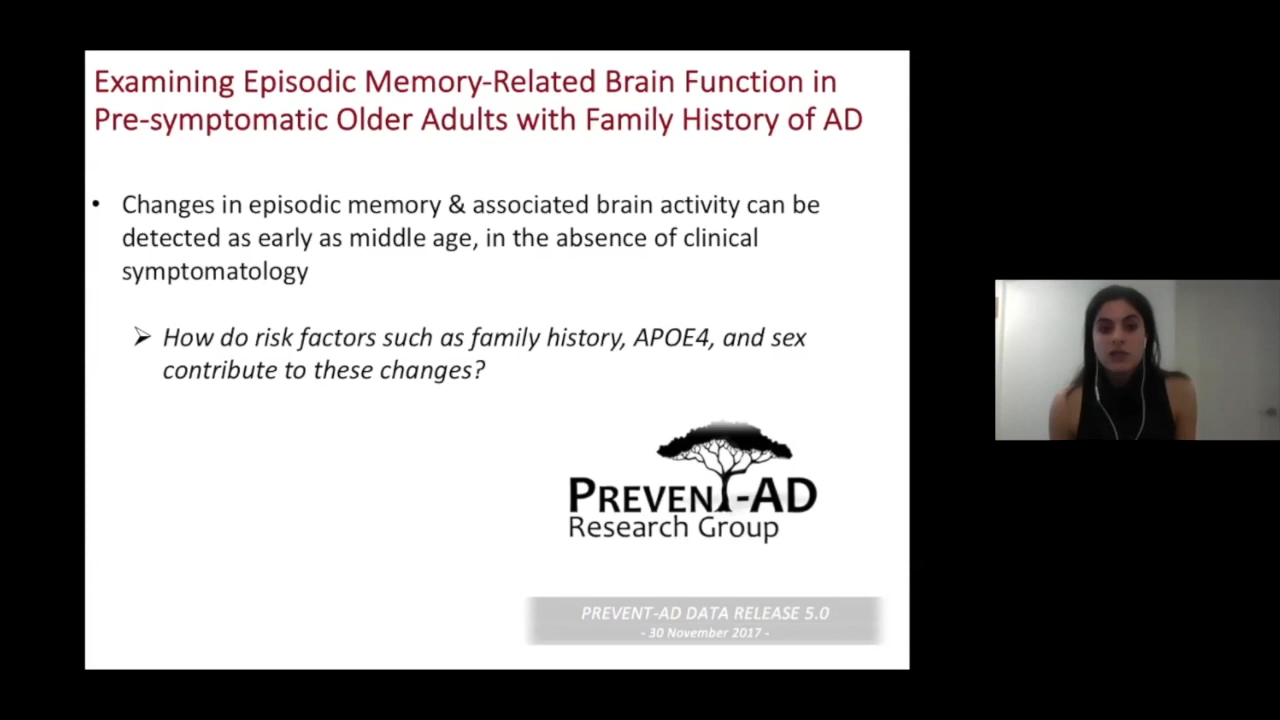 Examining Episodic Memory-Related Brain Function in
Pre-symptomatic Older Adults with Family History of AD
• Changes in episodic memory & associated brain activity can be
detected as early as middle age, in the absence of clinical
symptomatology
➢ How do risk factors such as family history, APOE4, and sex
contribute to these changes?
PREVENT-AD
Research Group
PREVENT-AD DATA RELEASE 5.0
- 30 November 2017 -